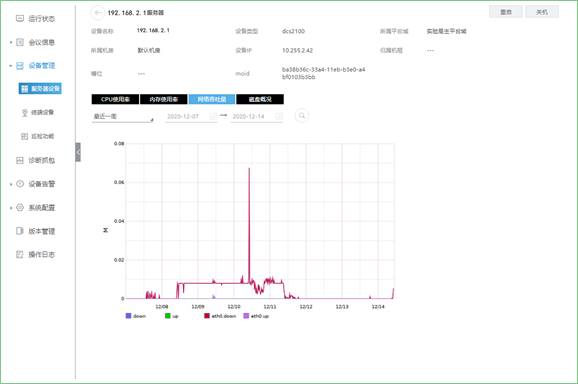 运行状态
会议信息
设备管理
服务器设备
终端设备
巡检功能
诊断抓包
设备告警
系统配置
版本管理
操作日志
192. 168. 2. 1服务器
重启
关机
设备名称 192. 168. 2. 1 设备类型 dcs2100 所属平台域 实验是主平台域
所属机房 默认机房 设备IP 10.255.2.42 归属机框 ---
槽位 --- moid ba38b36c-33a4-11eb-b3e0-a4
bf0103b3bb
CPU使用率 内存使用率 网络吞吐量 磁盘概况
最近一周 2020-12-07 2020-12-14
0.08
0.06
0.04
0.02
0
M
12/08 12/09 12/10 12/11 12/12 12/13 12/14
down up eth0.down eth0.up